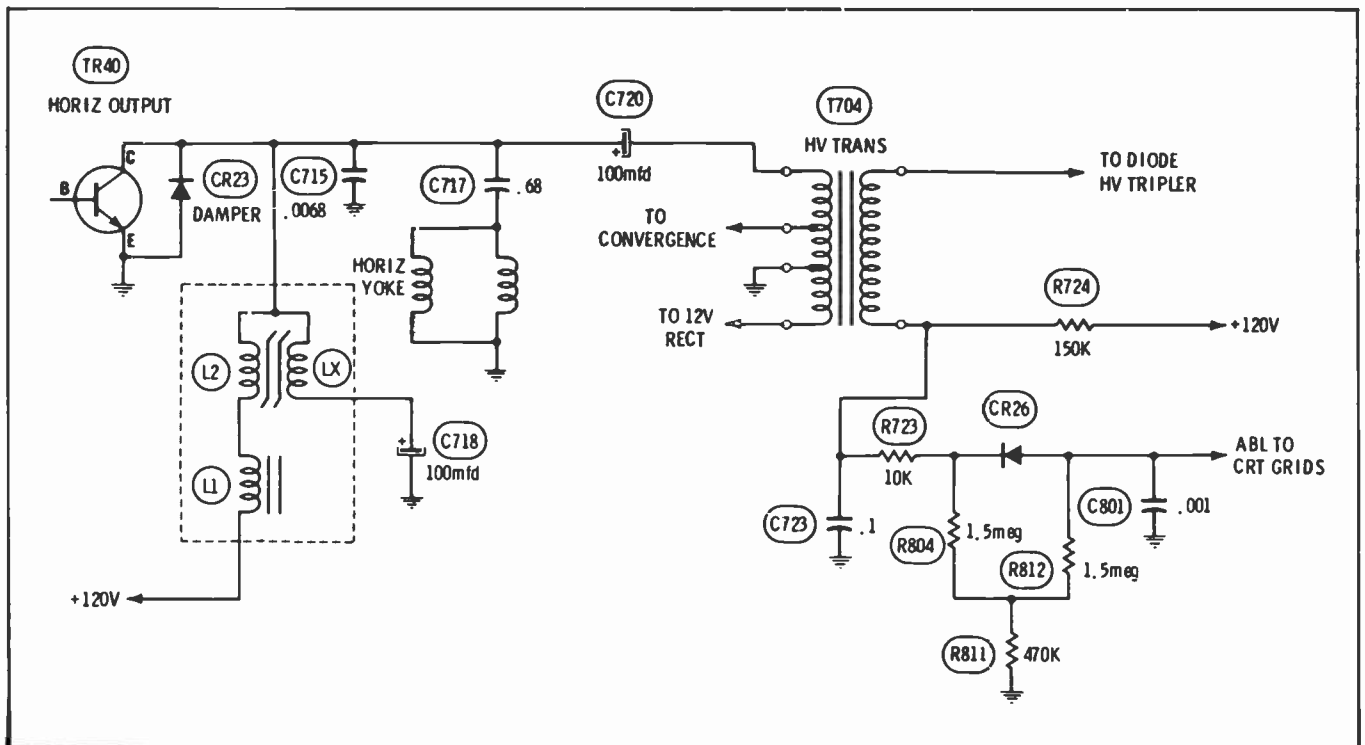 TR40
HORIZ OUTPUT
C
B
E
CR23
DAMPER
C715
.0068
C717
.68
C720
+
100mfd
T704
HV TRANS
TO DIODE
HV TRIPLER
TO
CONVERGENCE
HORIZ
YOKE
TO 12V
RECT
R724
150K
+120V
L2
LX
L1
+
C718
100mfd
+120V
R723
10K
CR26
ABL TO
CRT GRIDS
C723
.1
R804
1.5meg
C801
.001
R812
1.5meg
R811
470K